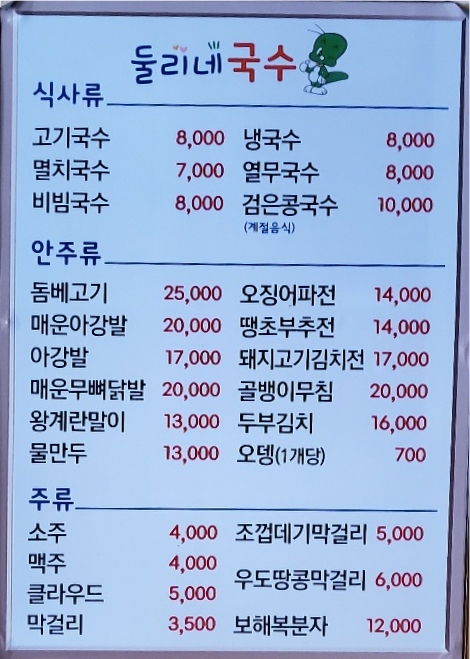 둘리네국수
식사류
고기국수 8,000 냉국수 8,000
멸치국수 7,000 열무국수 8,000
비빔국수 8,000 검은콩국수 10,000
(계절음식)
안주류
돔베고기 25,000 오징어파전 14,000
매운아강발 20,000 땡초부추전 14,000
아강발 17,000 돼지고기김치전 17,000
매운무뼈닭발 20,000 골뱅이무침 20,000
왕계란말이 13,000 두부김치 16,000
물만두 13,000 오뎅(1개당) 700
주류
소주 4,000 조껍데기막걸리 5,000
맥주 4,000
우도땅콩막걸리 6,000
클라우드 5,000
막걸리 3,500 보해복분자 12,000